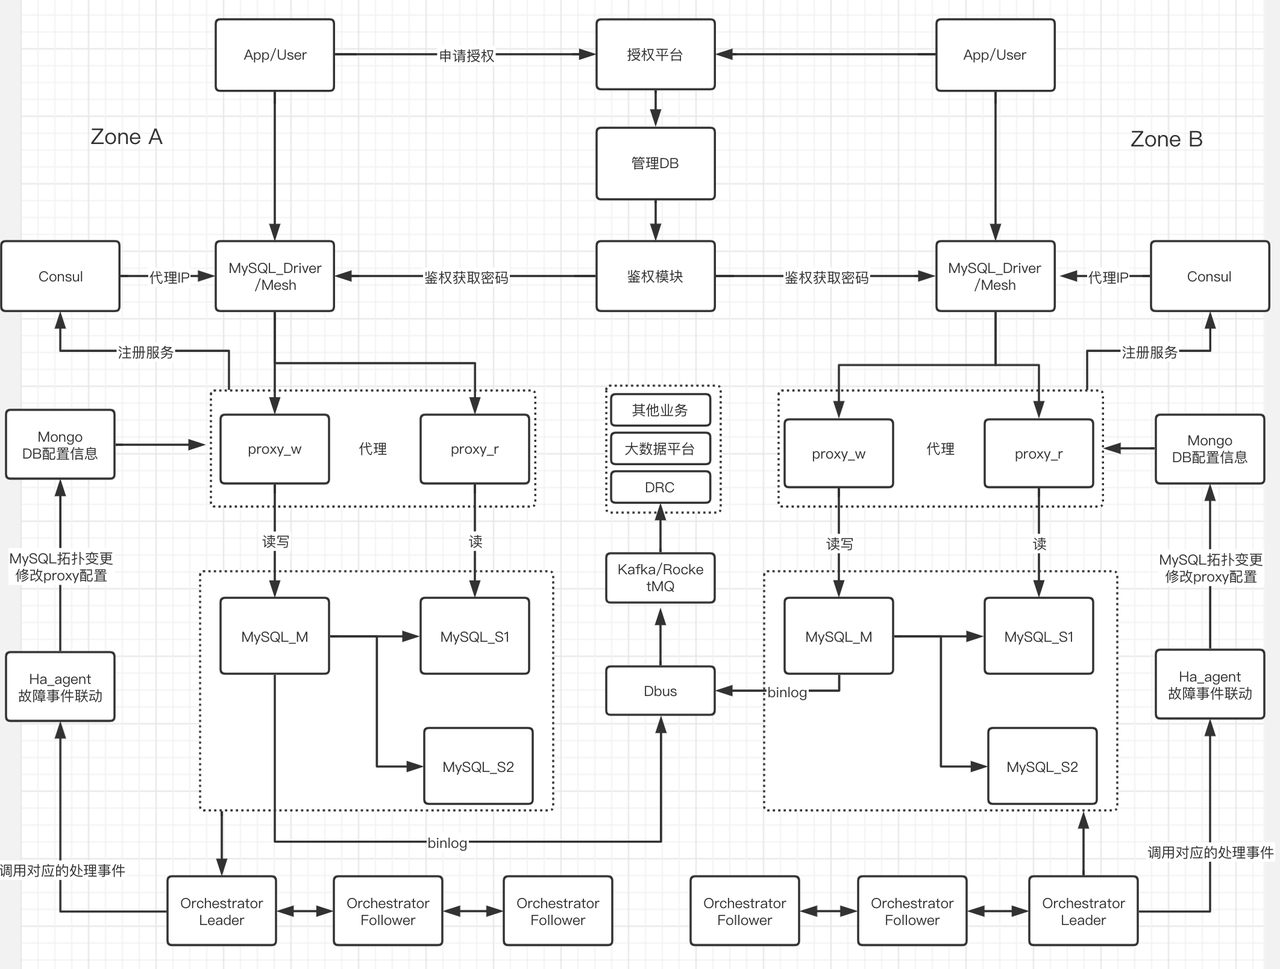 App/User
申请授权
授权平台
App/User
Zone A
管理DB
Zone B
Consul
代理IP
MySQL_Driver
/Mesh
鉴权获取密码
鉴权模块
鉴权获取密码
MySQL_Driver
/Mesh
代理IP
Consul
注册服务
注册服务
Mongo
DB配置信息
proxy_w
代理
proxy_r
其他业务
大数据平台
DRC
proxy_w
代理
proxy_r
Mongo
DB配置信息
读写
读
读写
读
MySQL拓扑变更
修改proxy配置
Kafka/Rocke
tMQ
MySQL拓扑变更
修改proxy配置
MySQL_M
MySQL_S1
MySQL_M
MySQL_S1
Ha_agent
故障事件联动
Dbus
binlog
Ha_agent
故障事件联动
MySQL_S2
MySQL_S2
binlog
调用对应的处理事件
调用对应的处理事件
Orchestrator
Leader
Orchestrator
Follower
Orchestrator
Follower
Orchestrator
Follower
Orchestrator
Follower
Orchestrator
Leader